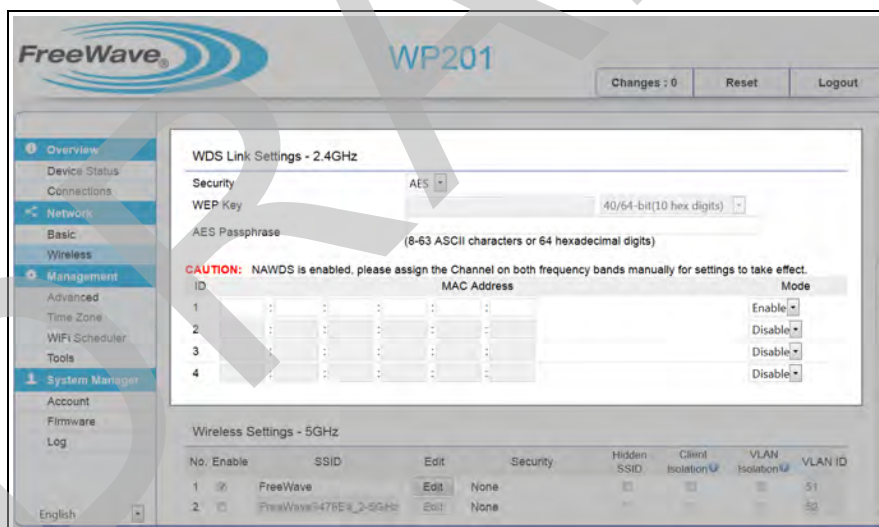 FreeWave®
WP201
Changes : 0 Reset Logout
Overview
Device Status
Connections
Network
Basic
Wireless
Management
Advanced
Time Zone
WiFi Scheduler
Tools
System Manager
Account
Firmware
Log
English
WDS Link Settings - 2.4GHz
Security AES
WEP Key 40/64-bit(10 hex digits)
AES Passphrase
(8-63 ASCII characters or 64 hexadecimal digits)
CAUTION: NAWDS is enabled, please assign the Channel on both frequency bands manually for settings to take effect.
ID MAC Address Mode
1 : : : : : Enable
2 : : : : : Disable
3 : : : : : Disable
4 : : : : : Disable
Wireless Settings - 5GHz
No. Enable SSID Edit Security Hidden SSID Client Isolation VLAN Isolation VLAN ID
1 FreeWave Edit None 51
2 Edit None 52